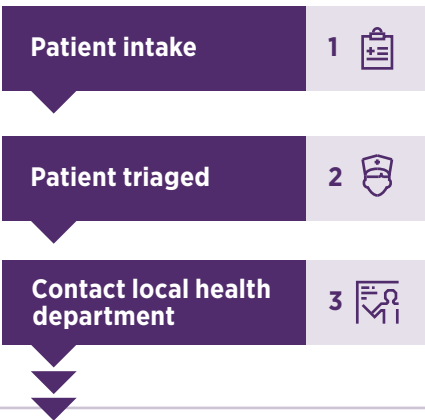 Patient intake 1
Patient triaged 2
Contact local health
department 3